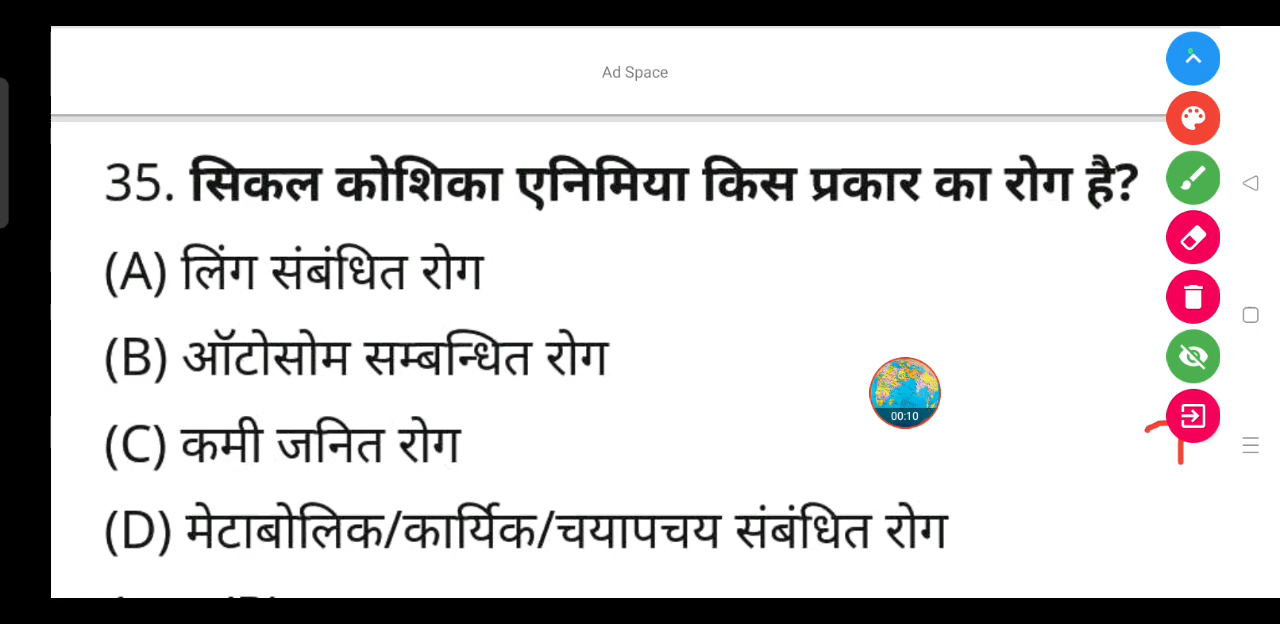 Ad Space
35. सिकल कोशिका एनिमिया किस प्रकार का रोग है?
(A) लिंग संबंधित रोग
(B) ऑटोसोम सम्बन्धित रोग
00:10
(C) कमी जनित रोग
(D) मेटाबोलिक/कार्यिक/चयापचय संबंधित रोग